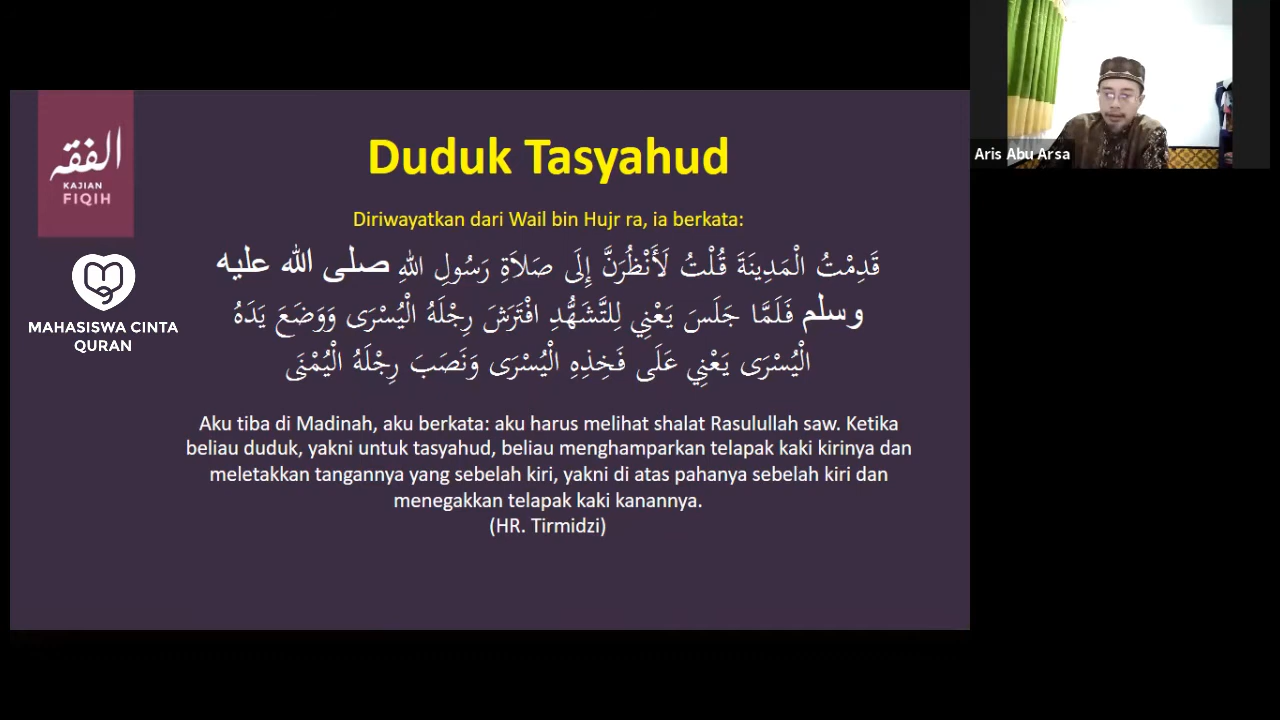 الفقه
KAJIAN
FIQIH
MAHASISWA CINTA
QURAN
Duduk Tasyahud
Diriwayatkan dari Wail bin Hujr ra, ia berkata:
قَدِمْتُ الْمَدِينَةَ قُلْتُ لَأَنْظُرَنَّ إِلَى صَلاَةِ رَسُولِ اللهِ صلى الله عليه
وسلم فَلَمَّا جَلَسَ يَعْنِي لِلتَّشَهُّدِ افْتَرَشَ رِجْلَهُ الْيُسْرَى وَوَضَعَ يَدَهُ
الْيُسْرَى يَعْنِي عَلَى فَخِذِهِ الْيُسْرَى وَنَصَبَ رِجْلَهُ الْيُمْنَى
Aku tiba di Madinah, aku berkata: aku harus melihat shalat Rasulullah saw. Ketika
beliau duduk, yakni untuk tasyahud, beliau menghamparkan telapak kaki kirinya dan
meletakkan tangannya yang sebelah kiri, yakni di atas pahanya sebelah kiri dan
menegakkan telapak kaki kanannya.
(HR. Tirmidzi)
Aris Abu Arsa